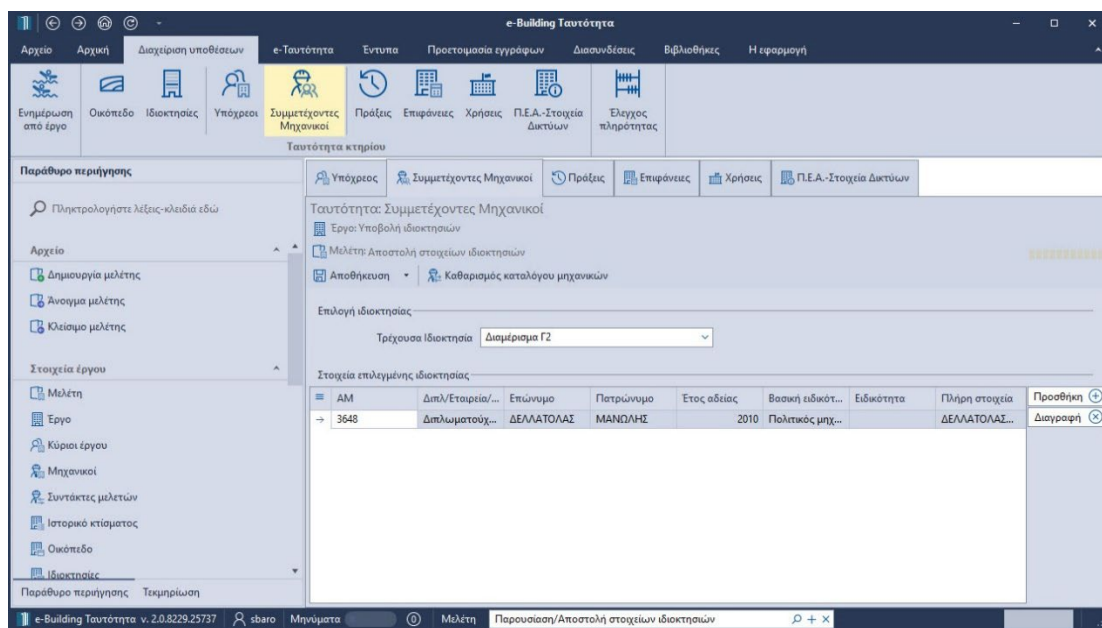 e-Building Ταυτότητα
Αρχείο Αρχική Διαχείριση υποθέσεων e-Ταυτότητα Έντυπα Προετοιμασία εγγράφων Διασυνδέσεις Βιβλιοθήκες Η εφαρμογή
Ενημέρωση από έργο Οικόπεδο Ιδιοκτησίες Υπόχρεοι Συμμετέχοντες Μηχανικοί Πράξεις Επιφάνειες Χρήσεις Π.Ε.Α.-Στοιχεία Δικτύων Έλεγχος πληρότητας
Ταυτότητα κτηρίου
Παράθυρο περιήγησης
Πληκτρολογήστε λέξεις-κλειδιά εδώ
Αρχείο
Δημιουργία μελέτης
Άνοιγμα μελέτης
Κλείσιμο μελέτης
Στοιχεία έργου
Μελέτη
Έργο
Κύριοι έργου
Μηχανικοί
Συντάκτες μελετών
Ιστορικό κτίσματος
Οικόπεδο
Ιδιοκτησίες
Παράθυρο περιήγησης Τεκμηρίωση
Υπόχρεος Συμμετέχοντες Μηχανικοί Πράξεις Επιφάνειες Χρήσεις Π.Ε.Α.-Στοιχεία Δικτύων
Ταυτότητα: Συμμετέχοντες Μηχανικοί
Έργο: Υποβολή ιδιοκτησιών
Μελέτη: Αποστολή στοιχείων ιδιοκτησιών
Αποθήκευση Καθαρισμός καταλόγου μηχανικών
Επιλογή ιδιοκτησίας
Τρέχουσα Ιδιοκτησία Διαμέρισμα Γ2
Στοιχεία επιλεγμένης ιδιοκτησίας
ΑΜ Διπλ/Εταιρεία/... Επώνυμο Πατρώνυμο Έτος αδείας Βασική ειδικότ... Ειδικότητα Πλήρη στοιχεία Προσθήκη
3648 Διπλωματούχ... ΔΕΛΛΑΤΟΛΑΣ ΜΑΝΩΛΗΣ 2010 Πολιτικός μηχ... ΔΕΛΛΑΤΟΛΑΣ... Διαγραφή
e-Building Ταυτότητα v. 2.0.8229.25737 sbaro Μηνύματα (0) Μελέτη Παρουσίαση/Αποστολή στοιχείων ιδιοκτησιών